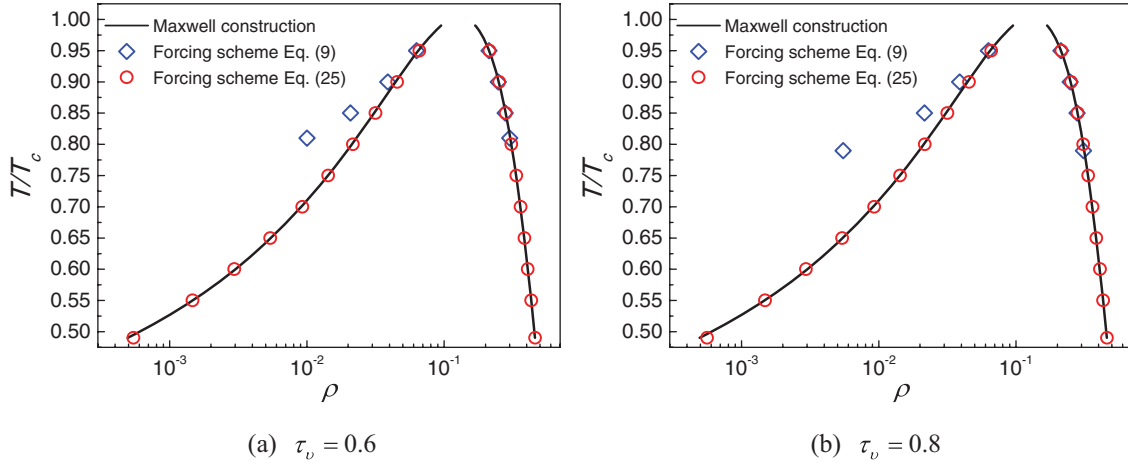 1.00
0.95
0.90
0.85
0.80
0.75
0.70
0.65
0.60
0.55
0.50
T/T_c
Maxwell construction
Forcing scheme Eq. (9)
Forcing scheme Eq. (25)
10⁻³ 10⁻² 10⁻¹
ρ
(a) τ_υ = 0.6
1.00
0.95
0.90
0.85
0.80
0.75
0.70
0.65
0.60
0.55
0.50
T/T_c
Maxwell construction
Forcing scheme Eq. (9)
Forcing scheme Eq. (25)
10⁻³ 10⁻² 10⁻¹
ρ
(b) τ_υ = 0.8